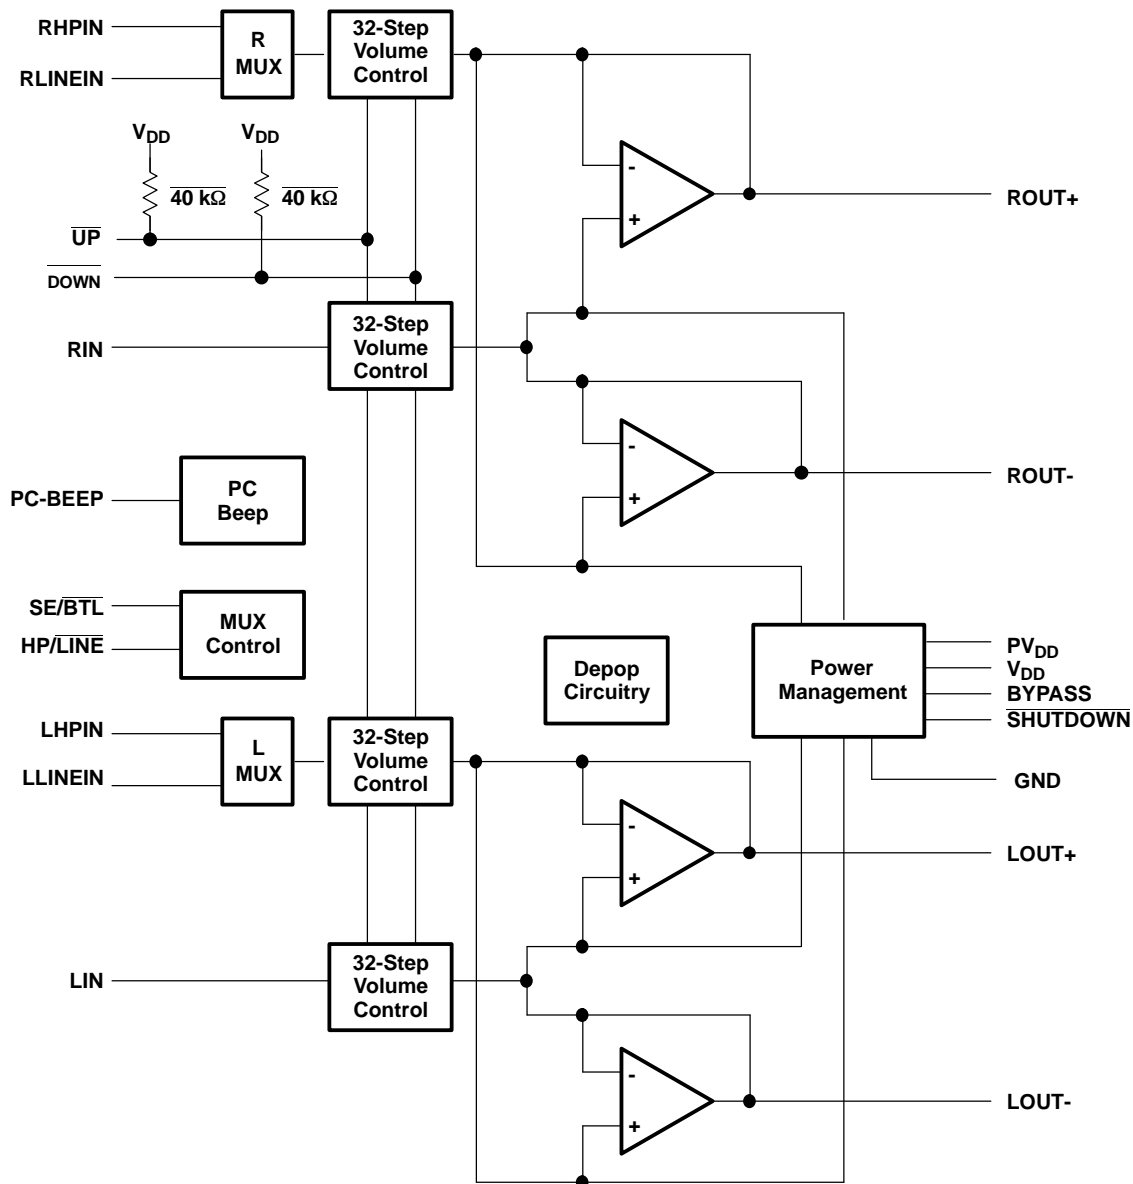 RHPIN
RLINEIN
R
MUX
32-Step
Volume
Control
VDD
VDD
40 kΩ
40 kΩ
UP
DOWN
-
+
ROUT+
RIN
32-Step
Volume
Control
-
+
ROUT-
PC-BEEP
PC
Beep
SE/BTL
HP/LINE
MUX
Control
Depop
Circuitry
Power
Management
PVDD
VDD
BYPASS
SHUTDOWN
GND
LHPIN
LLINEIN
L
MUX
32-Step
Volume
Control
-
+
LOUT+
LIN
32-Step
Volume
Control
-
+
LOUT-